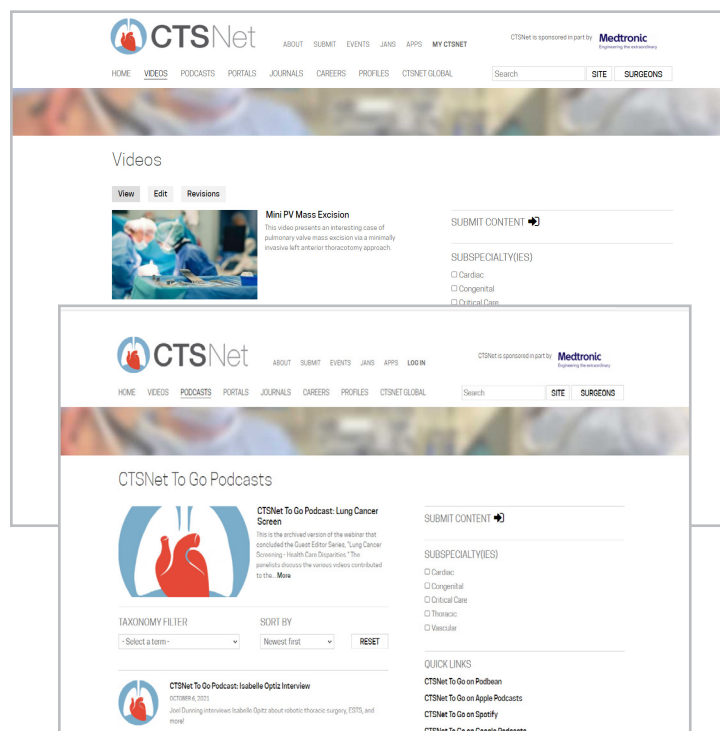 CTSNet
ABOUT SUBMIT EVENTS JANS APPS MY CTSNET
CTSNet is sponsored in part by Medtronic
Engineering the extraordinary
HOME VIDEOS PODCASTS PORTALS JOURNALS CAREERS PROFILES CTSNET GLOBAL
Search SITE SURGEONS
Videos
View Edit Revisions
Mini PV Mass Excision
This video presents an interesting case of
pulmonary valve mass excision via a minimally
invasive left anterior thoracotomy approach.
SUBMIT CONTENT
SUBSPECIALTY(IES)
Cardiac
Congenital
Critical Care
CTSNet
ABOUT SUBMIT EVENTS JANS APPS LOG IN
CTSNet is sponsored in part by Medtronic
Engineering the extraordinary
HOME VIDEOS PODCASTS PORTALS JOURNALS CAREERS PROFILES CTSNET GLOBAL
Search SITE SURGEONS
CTSNet To Go Podcasts
CTSNet To Go Podcast: Lung Cancer
Screen
This is the archived version of the webinar that
concluded the Guest Editor Series, "Lung Cancer
Screening - Health Care Disparities." The
panelists discuss the various videos contributed
to the... More
TAXONOMY FILTER
- Select a term -
SORT BY
Newest first
RESET
CTSNet To Go Podcast: Isabelle Optiz Interview
OCTOBER 4, 2021
Joel Dunning interviews Isabelle Opitz about robotic thoracic surgery, ESTS, and
more!
SUBMIT CONTENT
SUBSPECIALTY(IES)
Cardiac
Congenital
Critical Care
Thoracic
Vascular
QUICK LINKS
CTSNet To Go on Podbean
CTSNet To Go on Apple Podcasts
CTSNet To Go on Spotify
CTSNet To Go on Google Podcasts